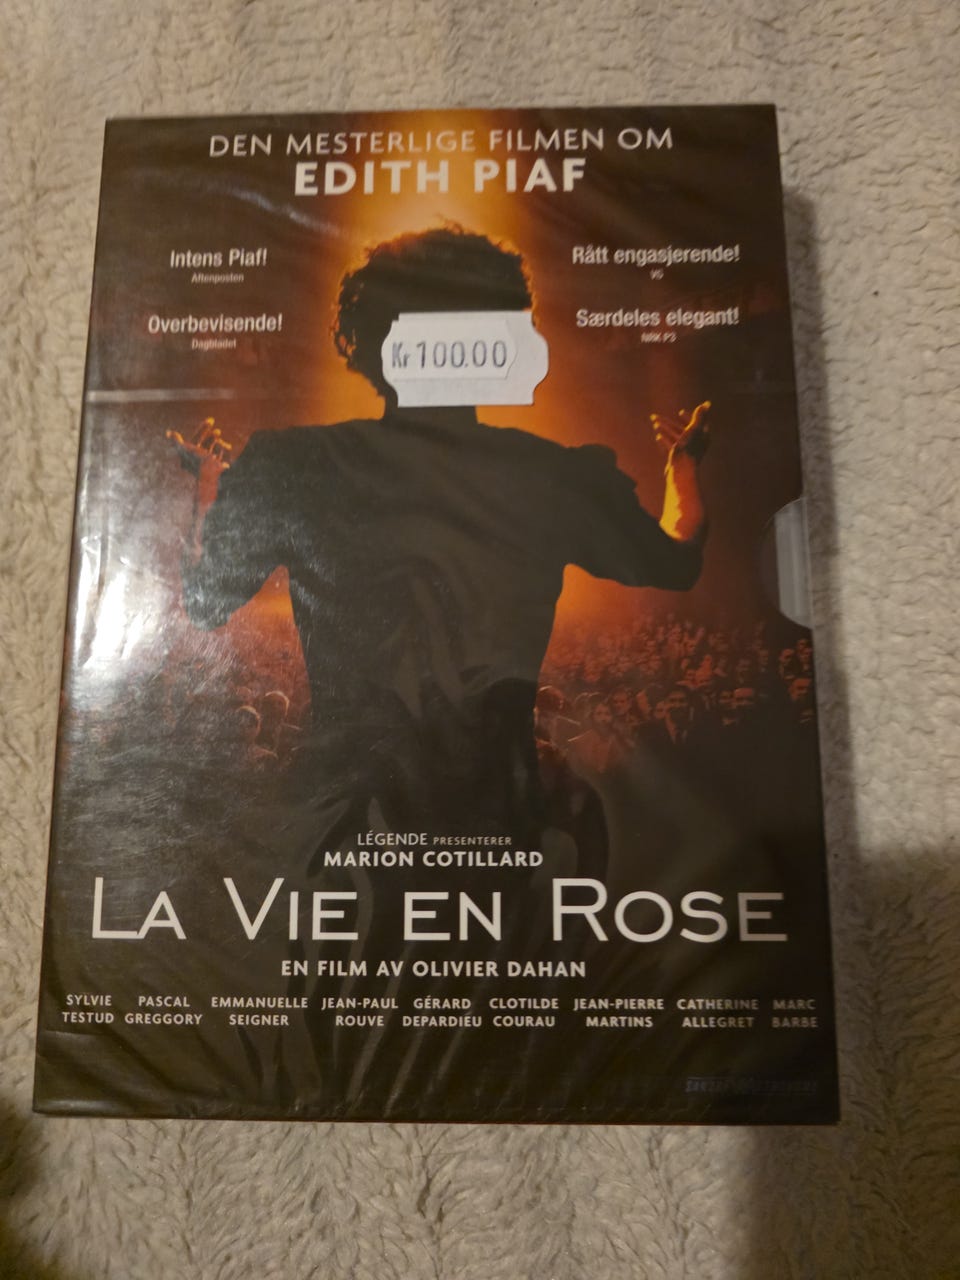 DEN MESTERLIGE FILMEN OM
EDITH PIAF
Intens Piaf!
Aftenposten
Rått engasjerende!
VG
Overbevisende!
Dagbladet
Særdeles elegant!
NRK P3
Kr 100.00
LÉGENDE PRESENTERER
MARION COTILLARD
LA VIE EN ROSE
EN FILM AV OLIVIER DAHAN
SYLVIE PASCAL EMMANUELLE JEAN-PAUL GÉRARD CLOTILDE JEAN-PIERRE CATHERINE MARC
TESTUD GREGGORY SEIGNER ROUVE DEPARDIEU COURAU MARTINS ALLEGRET BARBE